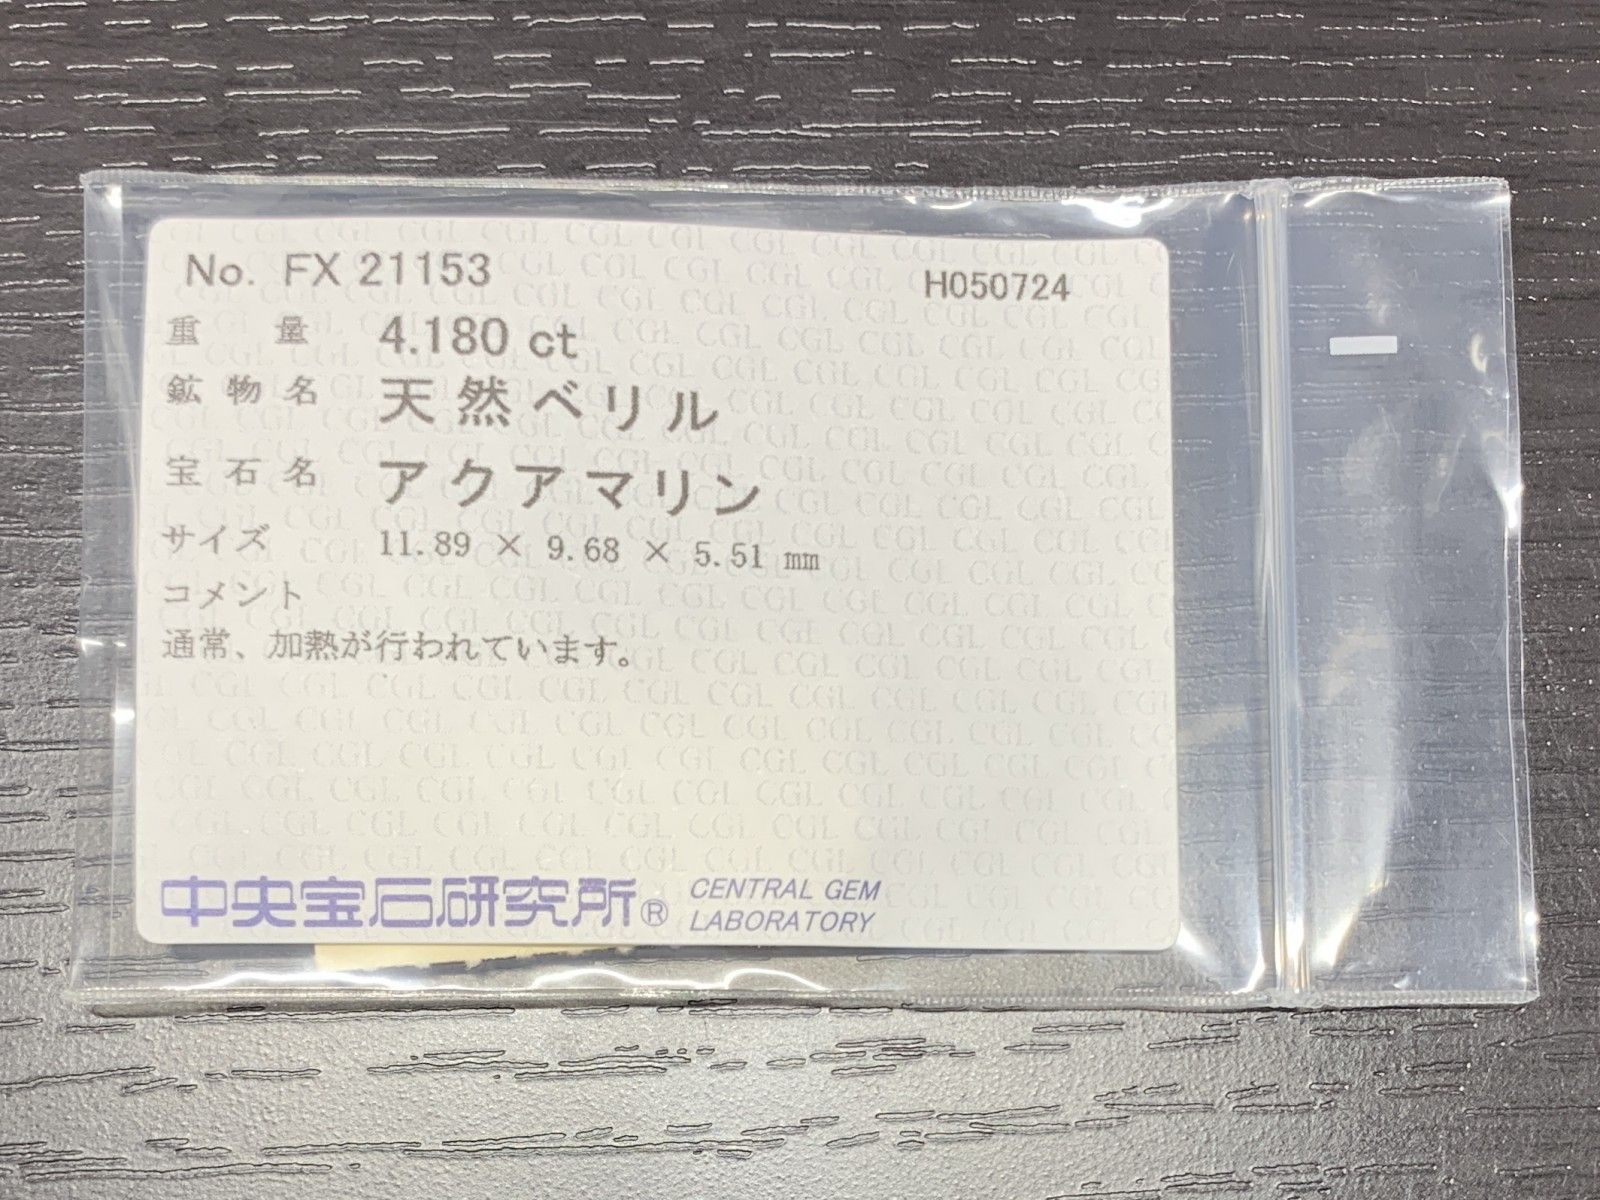 No. FX 21153 H050724
重量 4.180 ct
鉱物名 天然ベリル
宝石名 アクアマリン
サイズ 11.89 × 9.68 × 5.51 mm
コメント
通常、加熱が行われています。
中央宝石研究所® CENTRAL GEM
LABORATORY